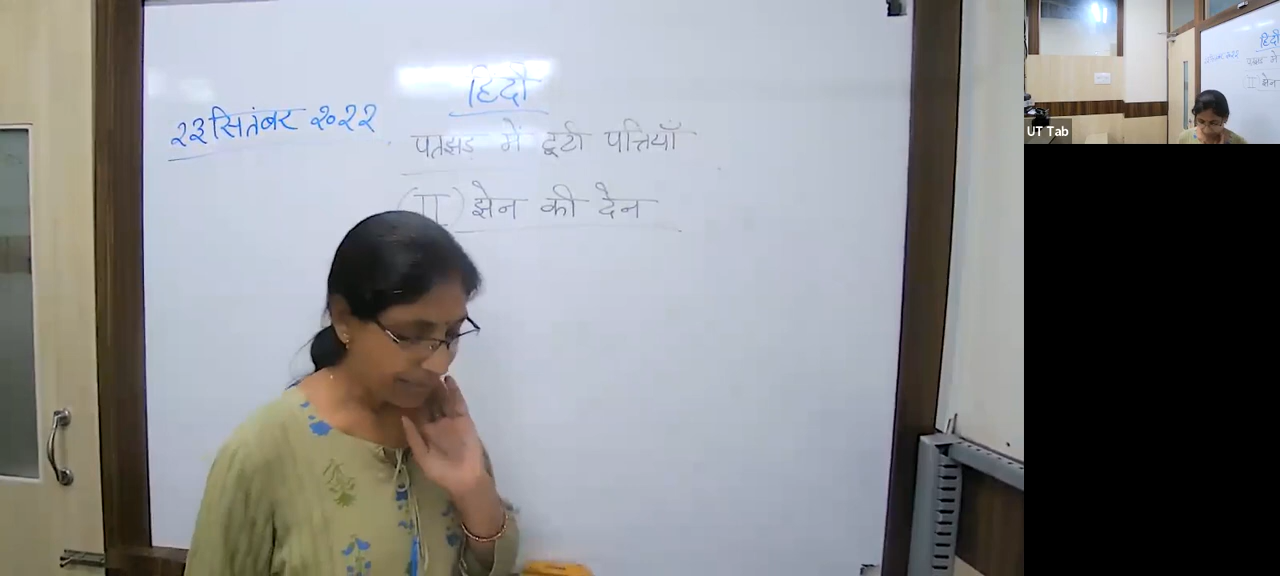 हिंदी
२३ सितंबर २०२२
पतझड़ में टूटी पत्तियाँ
(II) झेन की देन
UT Tab